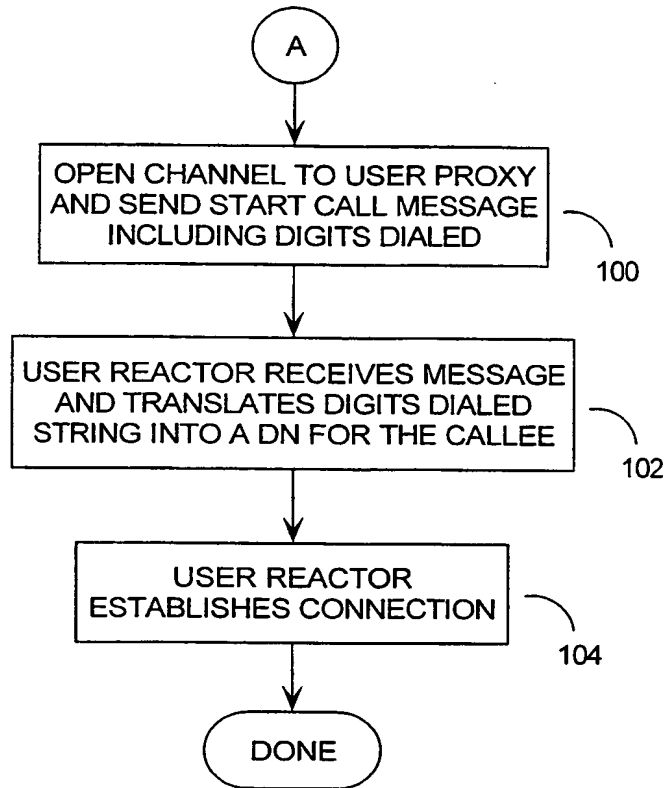 A
OPEN CHANNEL TO USER PROXY
AND SEND START CALL MESSAGE
INCLUDING DIGITS DIALED
100
USER REACTOR RECEIVES MESSAGE
AND TRANSLATES DIGITS DIALED
STRING INTO A DN FOR THE CALLEE
102
USER REACTOR
ESTABLISHES CONNECTION
104
DONE